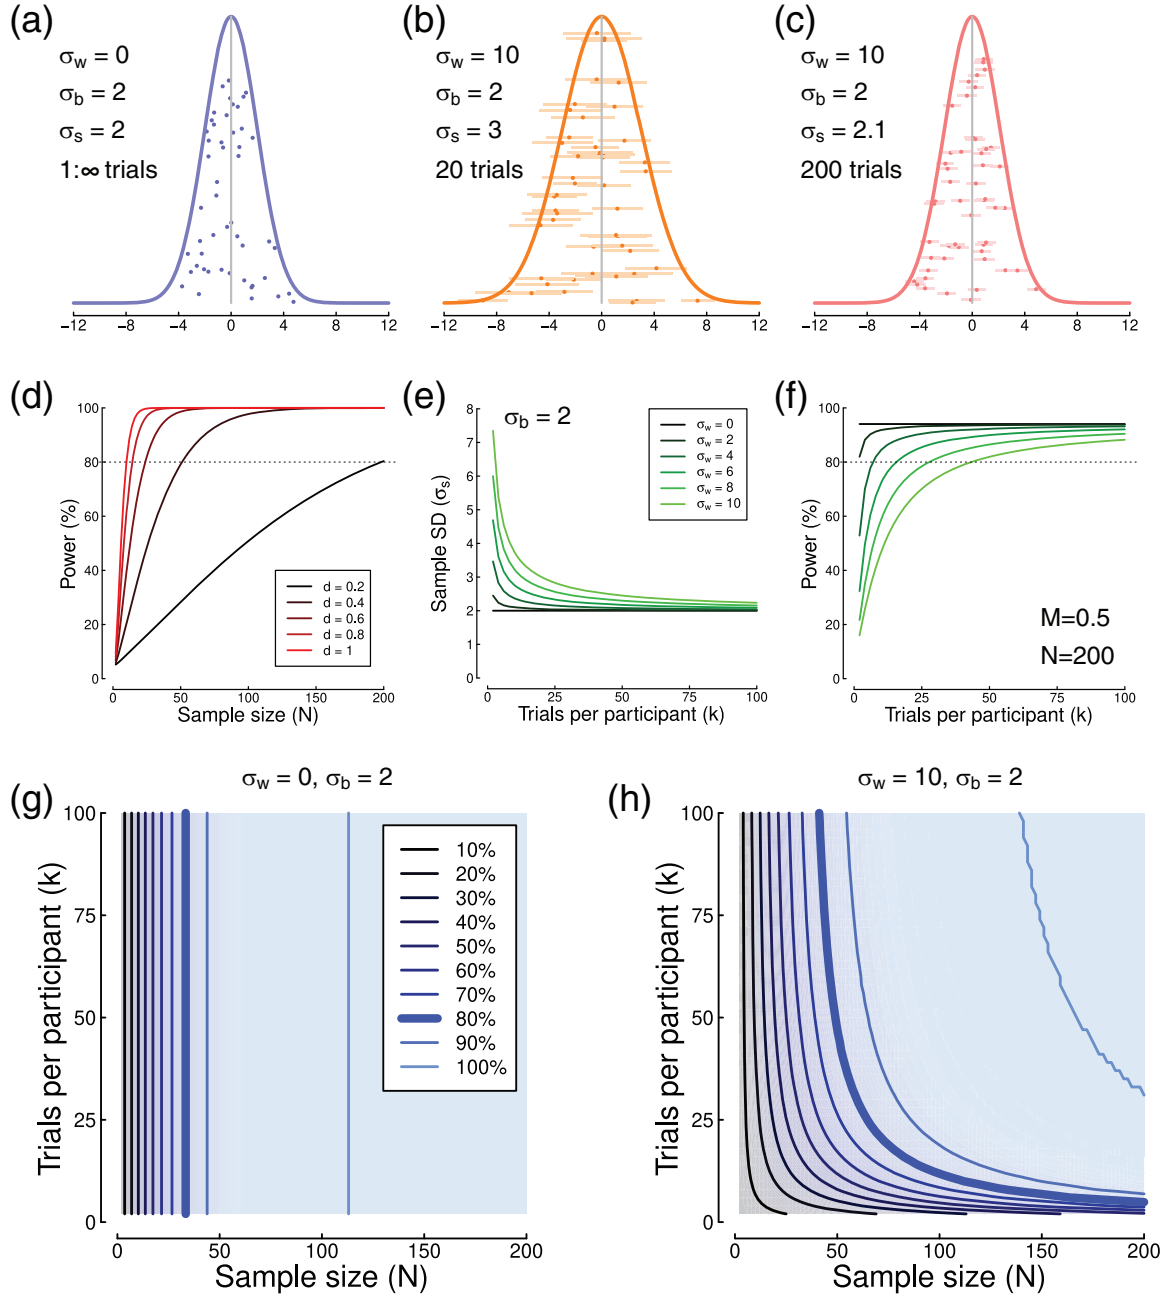 (a)
σw = 0
σb = 2
σs = 2
1:∞ trials
−12 −8 −4 0 4 8 12
(b)
σw = 10
σb = 2
σs = 3
20 trials
−12 −8 −4 0 4 8 12
(c)
σw = 10
σb = 2
σs = 2.1
200 trials
−12 −8 −4 0 4 8 12
(d)
Power (%)
100
80
60
40
20
0
d = 0.2
d = 0.4
d = 0.6
d = 0.8
d = 1
0 50 100 150 200
Sample size (N)
(e)
σb = 2
Sample SD (σs)
8
7
6
5
4
3
2
1
0
σw = 0
σw = 2
σw = 4
σw = 6
σw = 8
σw = 10
0 25 50 75 100
Trials per participant (k)
(f)
Power (%)
100
80
60
40
20
0
M=0.5
N=200
0 25 50 75 100
Trials per participant (k)
(g)
σw = 0, σb = 2
Trials per participant (k)
100
75
50
25
0
10%
20%
30%
40%
50%
60%
70%
80%
90%
100%
0 50 100 150 200
Sample size (N)
(h)
σw = 10, σb = 2
Trials per participant (k)
100
75
50
25
0
0 50 100 150 200
Sample size (N)